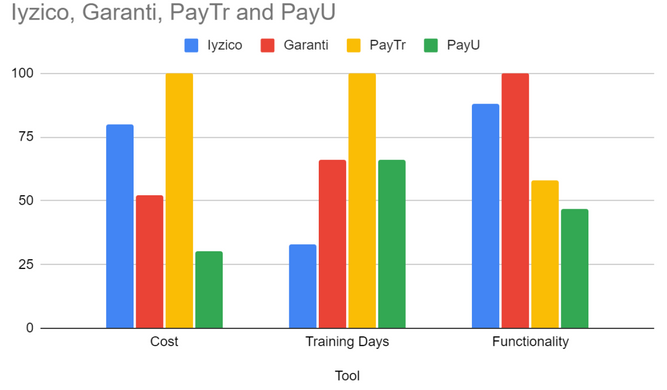 Iyzico, Garanti, PayTr and PayU
Iyzico Garanti PayTr PayU
100
75
50
25
0
Cost Training Days Functionality
Tool